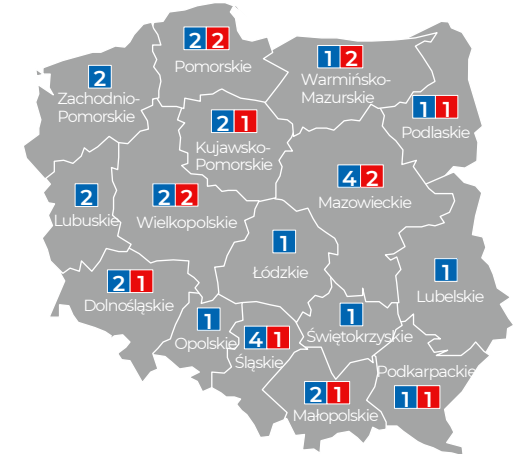 2 2
Pomorskie
1 2
Warmińsko-
Mazurskie
2
Zachodnio-
Pomorskie
1 1
Podlaskie
2 1
Kujawsko-
Pomorskie
4 2
Mazowieckie
2
Lubuskie
2 2
Wielkopolskie
1
Łódzkie
1
Lubelskie
2 1
Dolnośląskie
1
Opolskie
4 1
Śląskie
1
Świętokrzyskie
Podkarpackie
1 1
2 1
Małopolskie